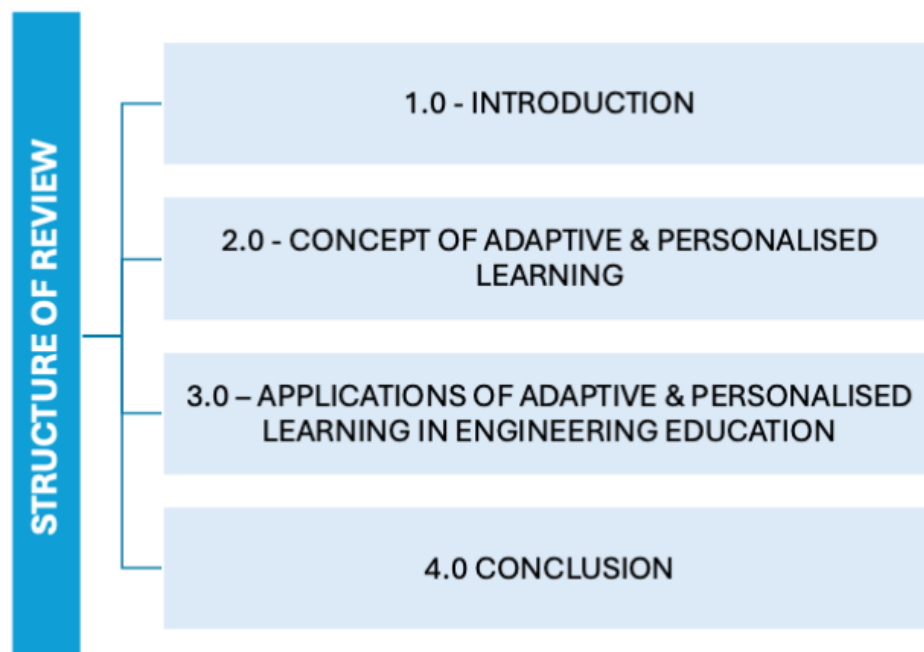 STRUCTURE OF REVIEW
1.0 - INTRODUCTION
2.0 - CONCEPT OF ADAPTIVE & PERSONALISED
LEARNING
3.0 – APPLICATIONS OF ADAPTIVE & PERSONALISED
LEARNING IN ENGINEERING EDUCATION
4.0 CONCLUSION